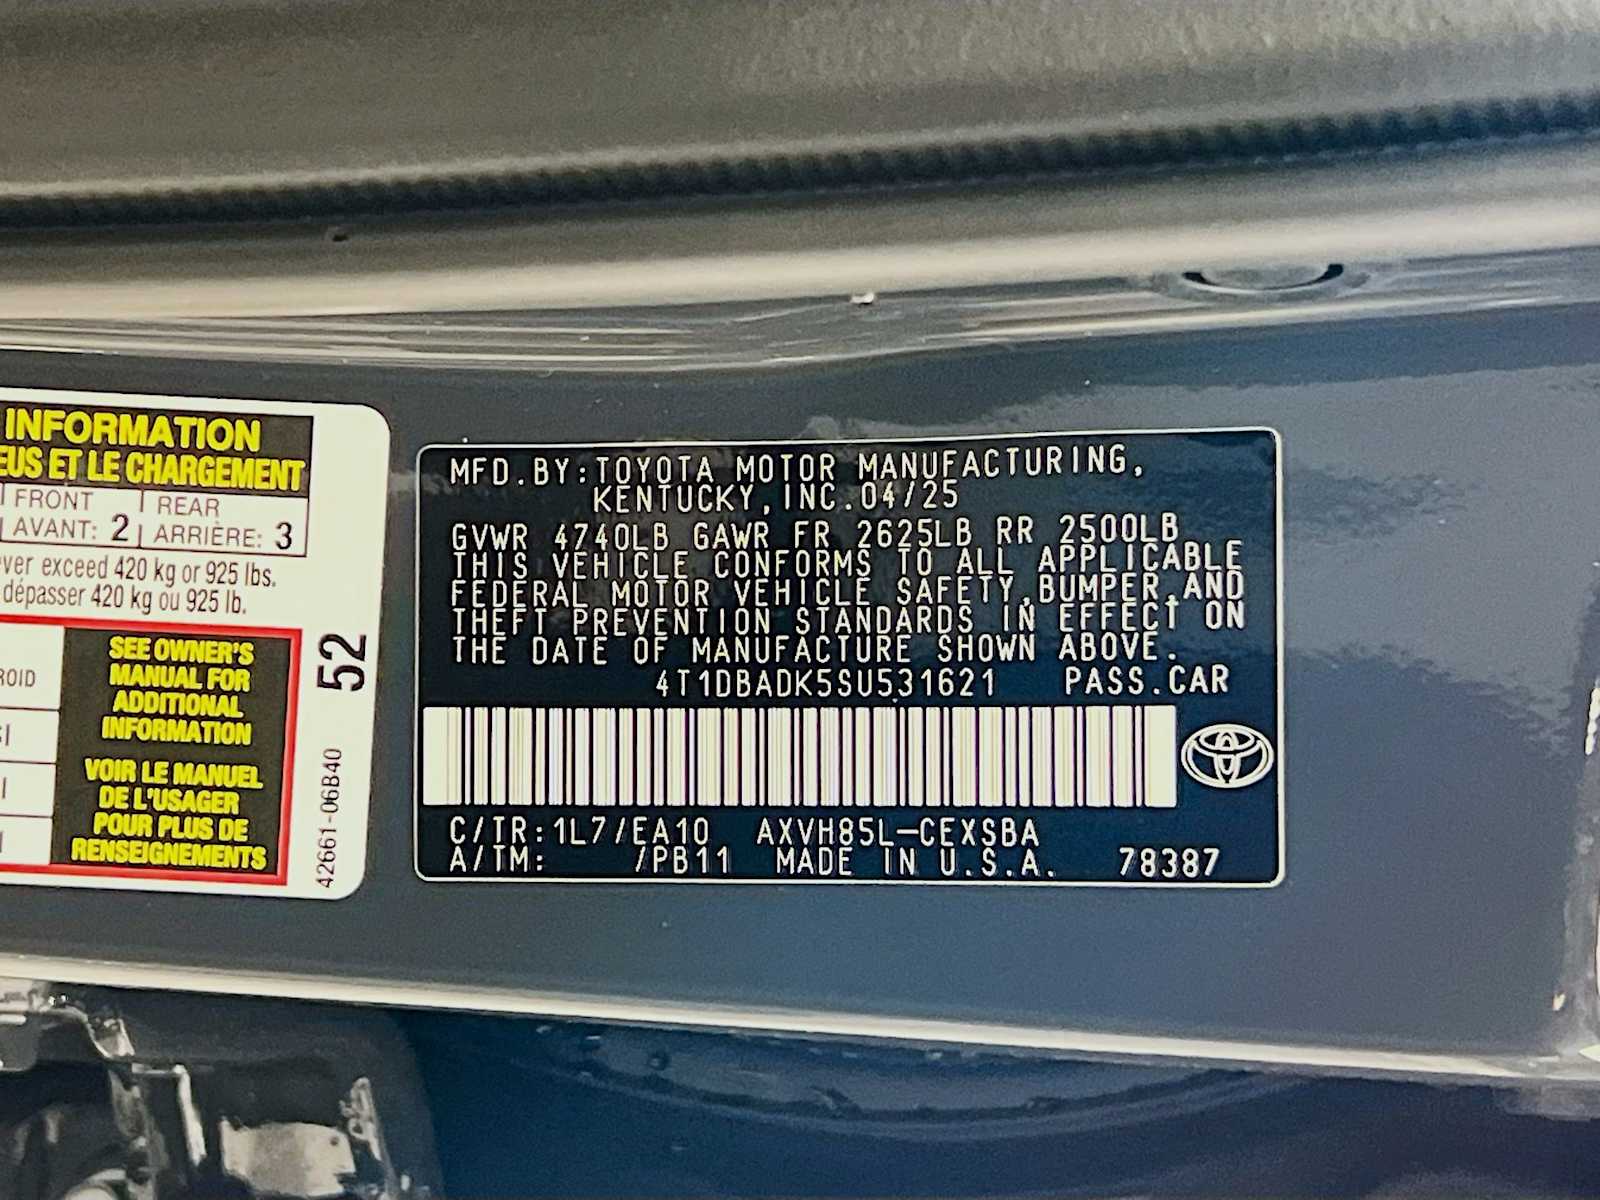 INFORMATION
EUS ET LE CHARGEMENT
FRONT REAR
AVANT: 2 ARRIÈRE: 3
ver exceed 420 kg or 925 lbs.
dépasser 420 kg ou 925 lb.
ROID
SEE OWNER'S
MANUAL FOR
ADDITIONAL
INFORMATION
VOIR LE MANUEL
DE L'USAGER
POUR PLUS DE
RENSEIGNEMENTS
52
42661-06B40
MFD.BY:TOYOTA MOTOR MANUFACTURING,
KENTUCKY,INC.04/25
GVWR 4740LB GAWR FR 2625LB RR 2500LB
THIS VEHICLE CONFORMS TO ALL APPLICABLE
FEDERAL MOTOR VEHICLE SAFETY,BUMPER,AND
THEFT PREVENTION STANDARDS IN EFFECT ON
THE DATE OF MANUFACTURE SHOWN ABOVE.
4T1DBADK5SU531621 PASS.CAR
C/TR:1L7/EA10 AXVH85L-CEXSBA
A/TM: /PB11 MADE IN U.S.A. 78387